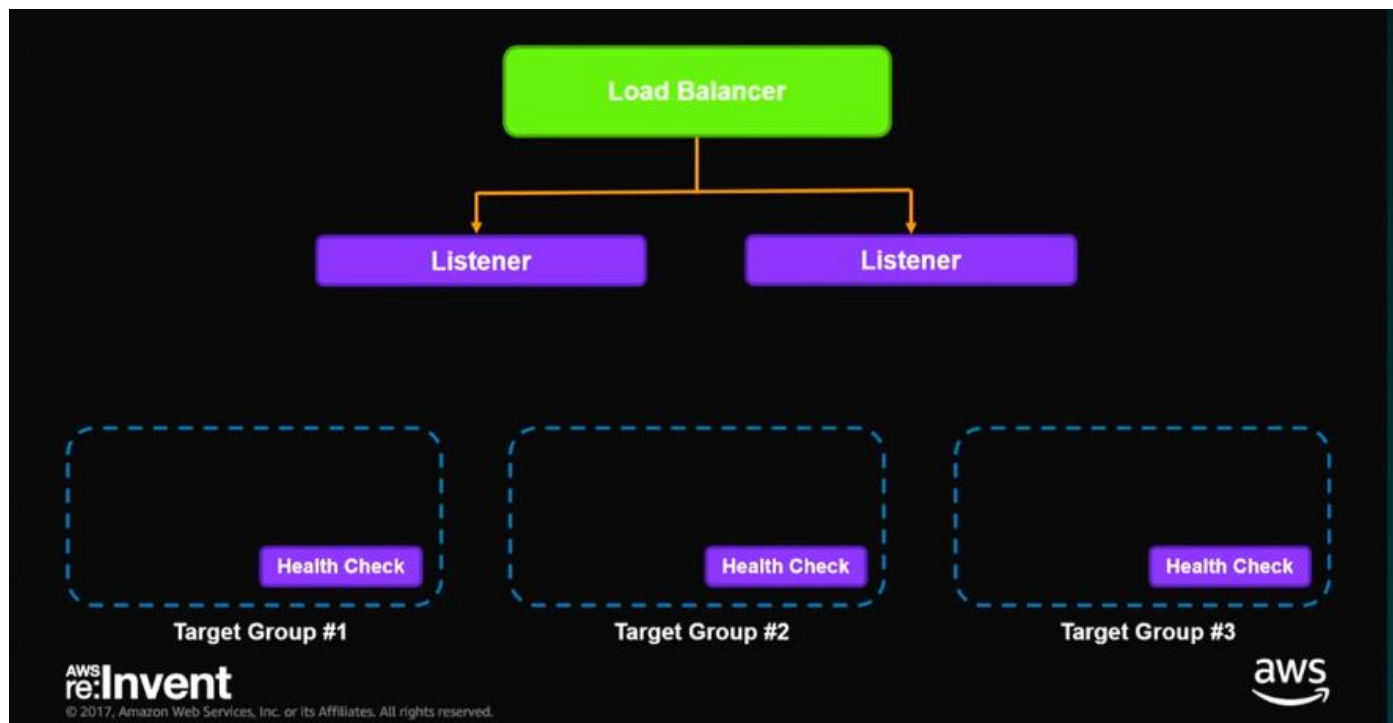 Load Balancer
Listener
Listener
Health Check
Health Check
Health Check
Target Group #1
Target Group #2
Target Group #3
AWS
re:Invent
© 2017, Amazon Web Services, Inc. or its Affiliates. All rights reserved.
aws